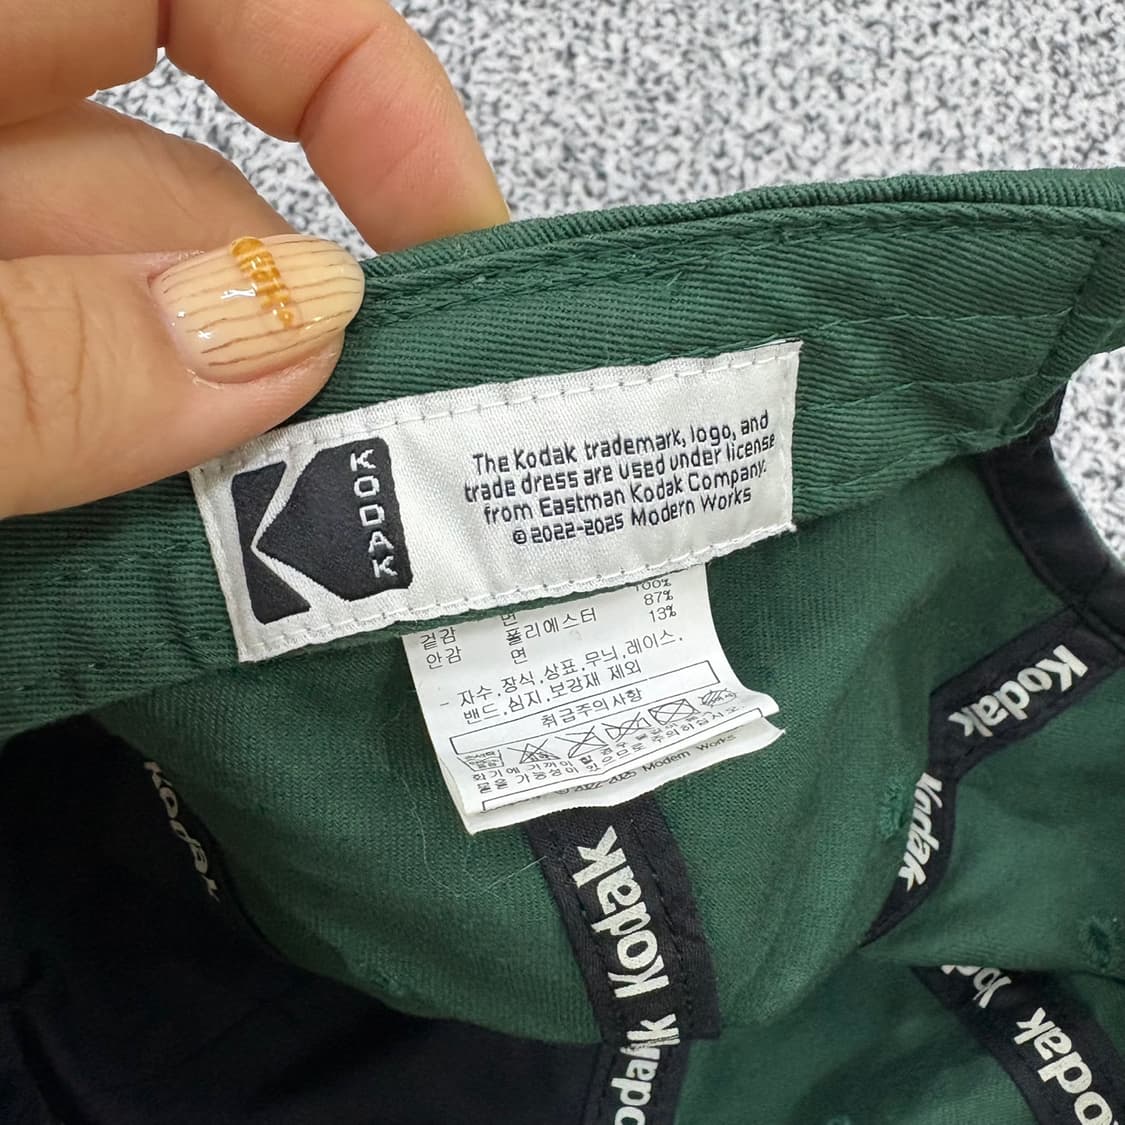 KODAK
The Kodak trademark, logo, and
trade dress are used under license
from Eastman Kodak Company.
©2022-2025 Modern Works
면 100%
겉감 폴리에스터 87%
안감 면 13%
- 자수.장식.상표.무늬.레이스.
밴드.심지.보강재 제외
취급주의사항
©2022-2025 Modern Works
Kodak
Kodak
Kodak
Kodak
Kodak
Kodak